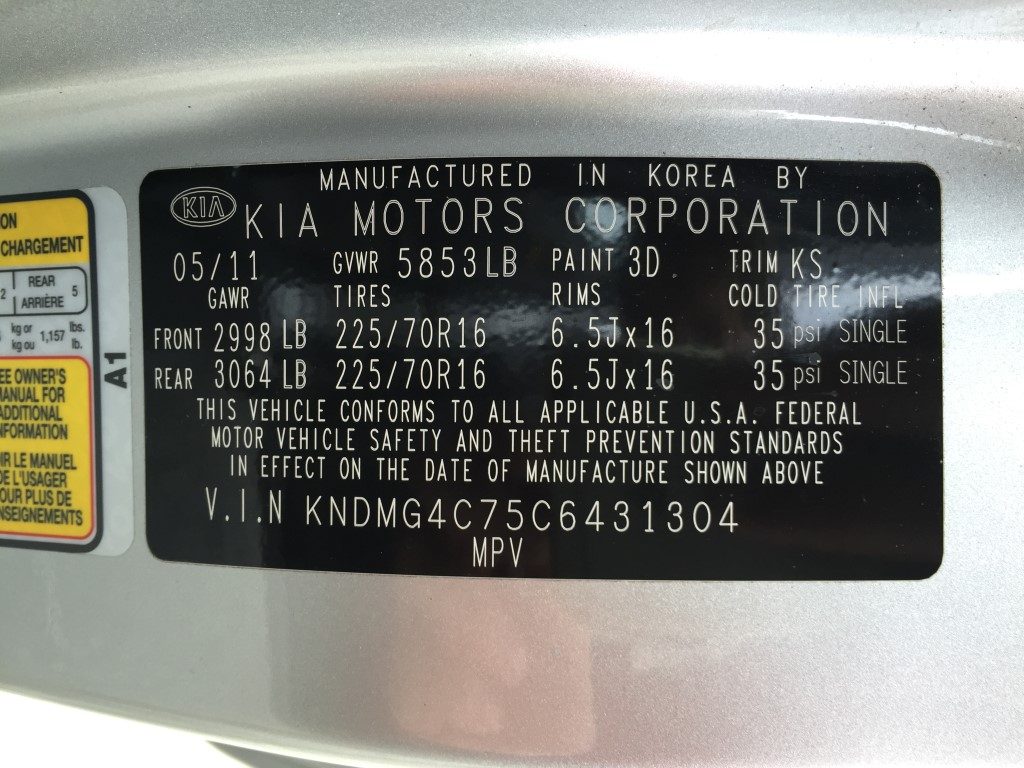 MANUFACTURED IN KOREA BY
KIA
KIA MOTORS CORPORATION
05/11 GVWR 5853LB PAINT 3D TRIM KS
GAWR TIRES RIMS COLD TIRE INFL
FRONT 2998 LB 225/70R16 6.5Jx16 35 psi SINGLE
REAR 3064 LB 225/70R16 6.5Jx16 35 psi SINGLE
THIS VEHICLE CONFORMS TO ALL APPLICABLE U.S.A. FEDERAL
MOTOR VEHICLE SAFETY AND THEFT PREVENTION STANDARDS
IN EFFECT ON THE DATE OF MANUFACTURE SHOWN ABOVE
V.I.N KNDMG4C75C6431304
MPV
ON
CHARGEMENT
2 REAR
ARRIÈRE 5
kg or 1,157 lbs.
kg ou lb.
EE OWNER'S
MANUAL FOR
ADDITIONAL
NFORMATION
IR LE MANUEL
DE L'USAGER
OUR PLUS DE
NSEIGNEMENTS
A1